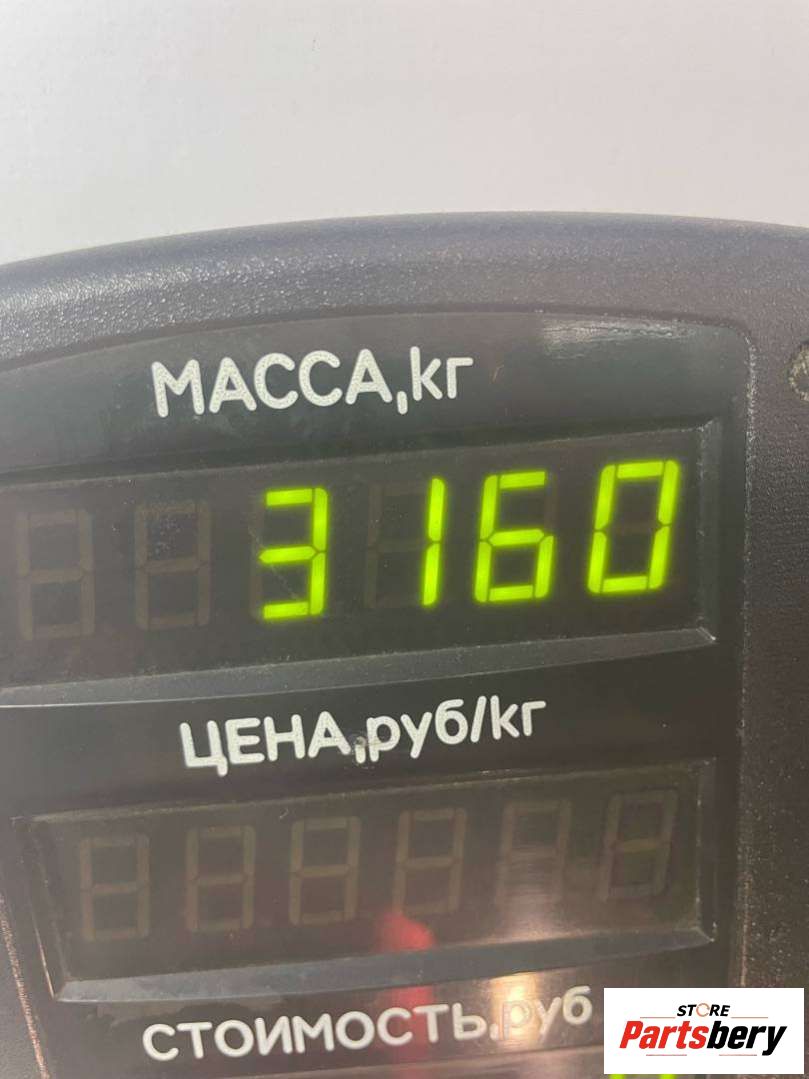 МАССА,кг
3160
ЦЕНА,руб/кг
СТОИМОСТЬ,руб
STORE
Partsbery